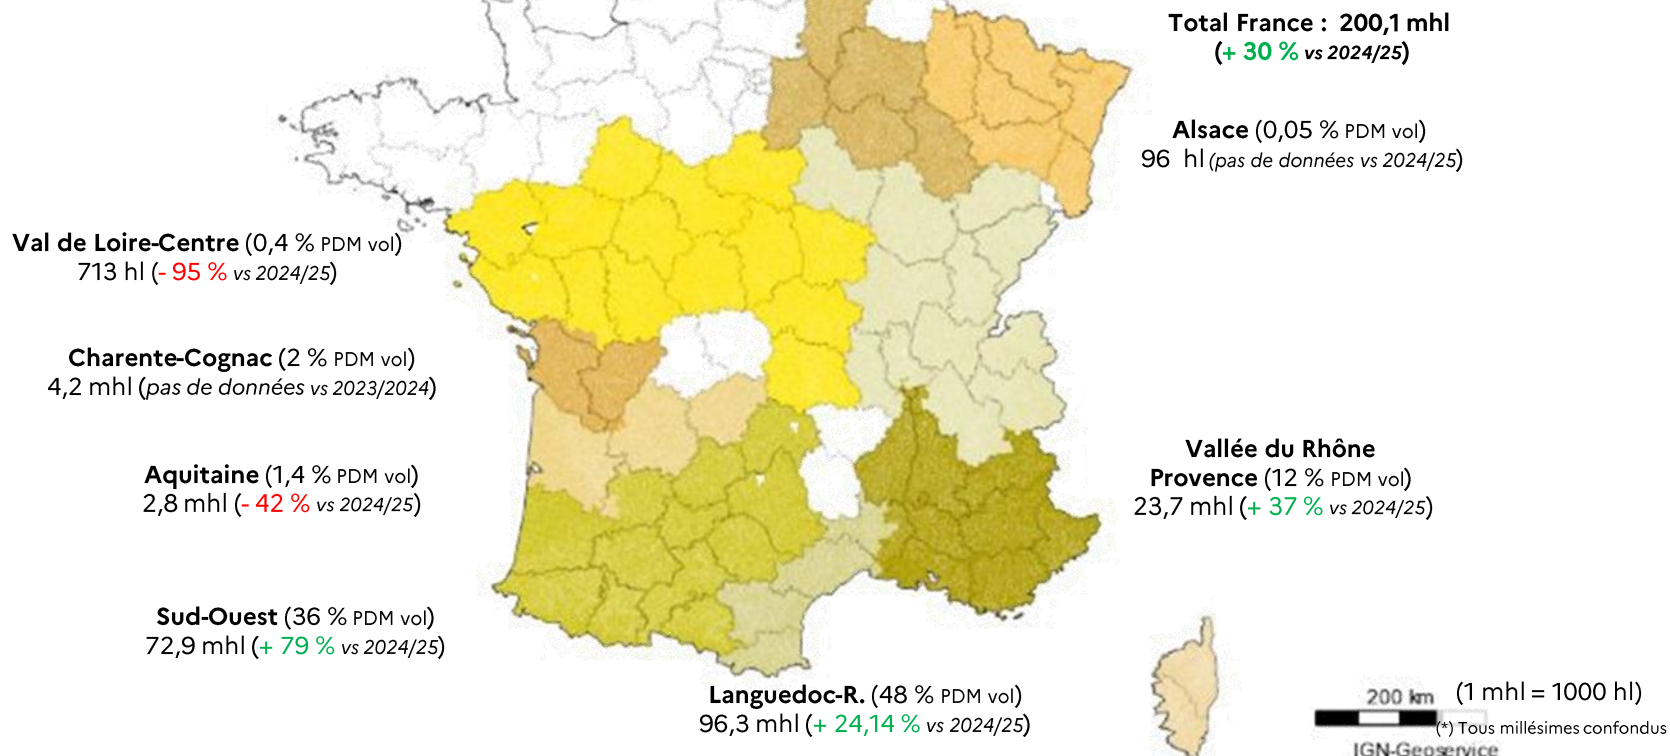 Total France : 200,1 mhl
(+ 30 % vs 2024/25)
Alsace (0,05 % PDM vol)
96 hl (pas de données vs 2024/25)
Val de Loire-Centre (0,4 % PDM vol)
713 hl (- 95 % vs 2024/25)
Charente-Cognac (2 % PDM vol)
4,2 mhl (pas de données vs 2023/2024)
Aquitaine (1,4 % PDM vol)
2,8 mhl (- 42 % vs 2024/25)
Vallée du Rhône
Provence (12 % PDM vol)
23,7 mhl (+ 37 % vs 2024/25)
Sud-Ouest (36 % PDM vol)
72,9 mhl (+ 79 % vs 2024/25)
Languedoc-R. (48 % PDM vol)
96,3 mhl (+ 24,14 % vs 2024/25)
200 km
(1 mhl = 1000 hl)
(*) Tous millésimes confondus
IGN-Geoservice